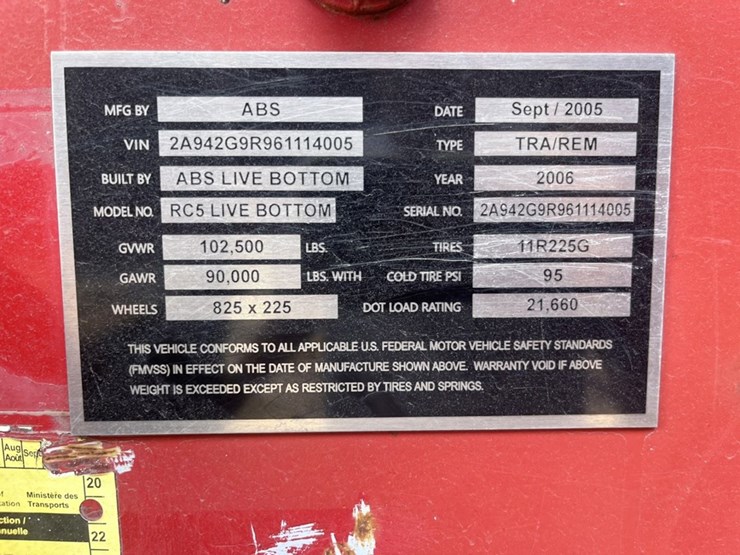 MFG BY ABS DATE Sept / 2005
VIN 2A942G9R961114005 TYPE TRA/REM
BUILT BY ABS LIVE BOTTOM YEAR 2006
MODEL NO. RC5 LIVE BOTTOM SERIAL NO. 2A942G9R961114005
GVWR 102,500 LBS. TIRES 11R225G
GAWR 90,000 LBS. WITH COLD TIRE PSI 95
WHEELS 825 x 225 DOT LOAD RATING 21,660
THIS VEHICLE CONFORMS TO ALL APPLICABLE U.S. FEDERAL MOTOR VEHICLE SAFETY STANDARDS
(FMVSS) IN EFFECT ON THE DATE OF MANUFACTURE SHOWN ABOVE. WARRANTY VOID IF ABOVE
WEIGHT IS EXCEEDED EXCEPT AS RESTRICTED BY TIRES AND SPRINGS.
Aug Sept
Août
20
Ministère des
Transports
22